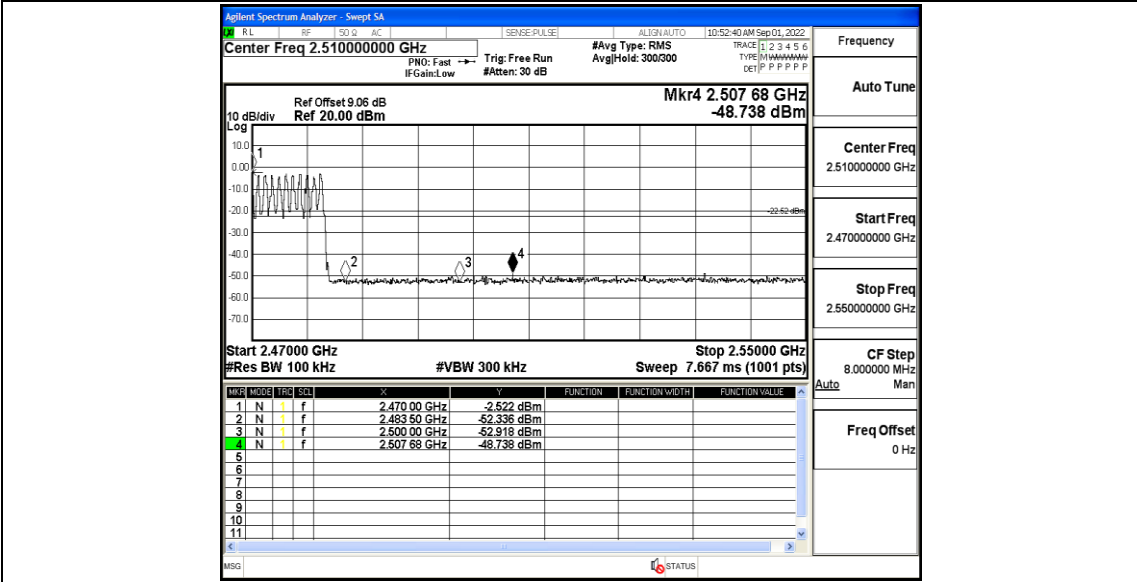 Agilent Spectrum Analyzer - Swept SA
RL RF 50 Ω AC SENSE:PULSE ALIGN AUTO 10:52:40 AM Sep 01, 2022
Center Freq 2.510000000 GHz
PNO: Fast
IFGain:Low
Trig: Free Run
#Atten: 30 dB
#Avg Type: RMS
Avg|Hold: 300/300
TRACE 1 2 3 4 5 6
TYPE M WWWWW
DET P P P P P P
Mkr4 2.507 68 GHz
-48.738 dBm
Ref Offset 9.06 dB
10 dB/div Ref 20.00 dBm
Log
10.0
0.00
-10.0
-20.0
-30.0
-40.0
-50.0
-60.0
-70.0
1
2
3
4
-22.52 dBm
Start 2.47000 GHz Stop 2.55000 GHz
#Res BW 100 kHz #VBW 300 kHz Sweep 7.667 ms (1001 pts)
MKR MODE TRC SCL X Y FUNCTION FUNCTION WIDTH FUNCTION VALUE
1 N 1 f 2.470 00 GHz -2.522 dBm
2 N 1 f 2.483 50 GHz -52.336 dBm
3 N 1 f 2.500 00 GHz -52.918 dBm
4 N 1 f 2.507 68 GHz -48.738 dBm
5
6
7
8
9
10
11
MSG STATUS
Frequency
Auto Tune
Center Freq
2.510000000 GHz
Start Freq
2.470000000 GHz
Stop Freq
2.550000000 GHz
CF Step
8.000000 MHz
Auto Man
Freq Offset
0 Hz